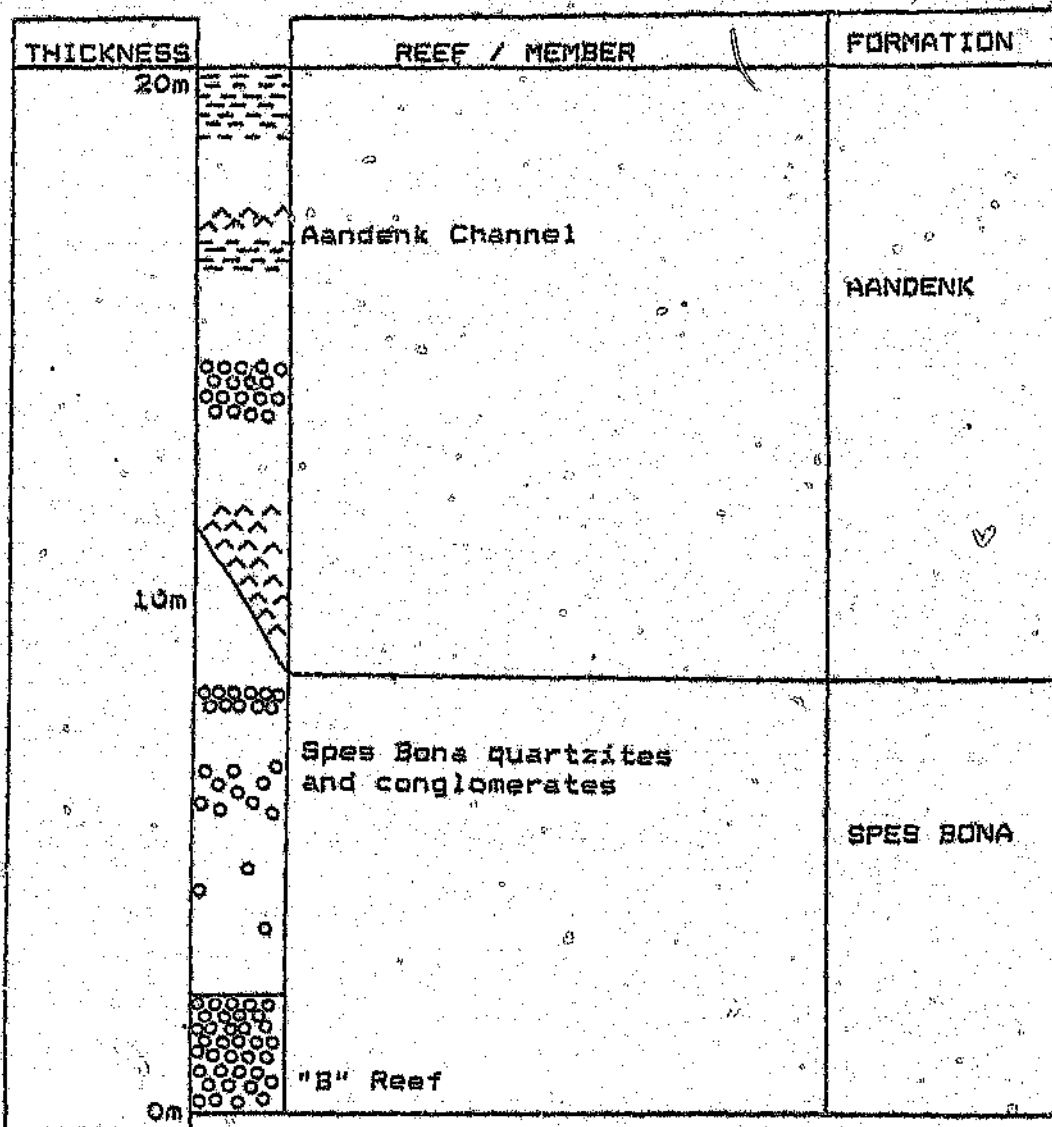 THICKNESS REEF / MEMBER FORMATION
20m
Aandenk Channel
AANDENK
10m
Spes Bona quartzites
and conglomerates
SPES BONA
"B" Reef
0m